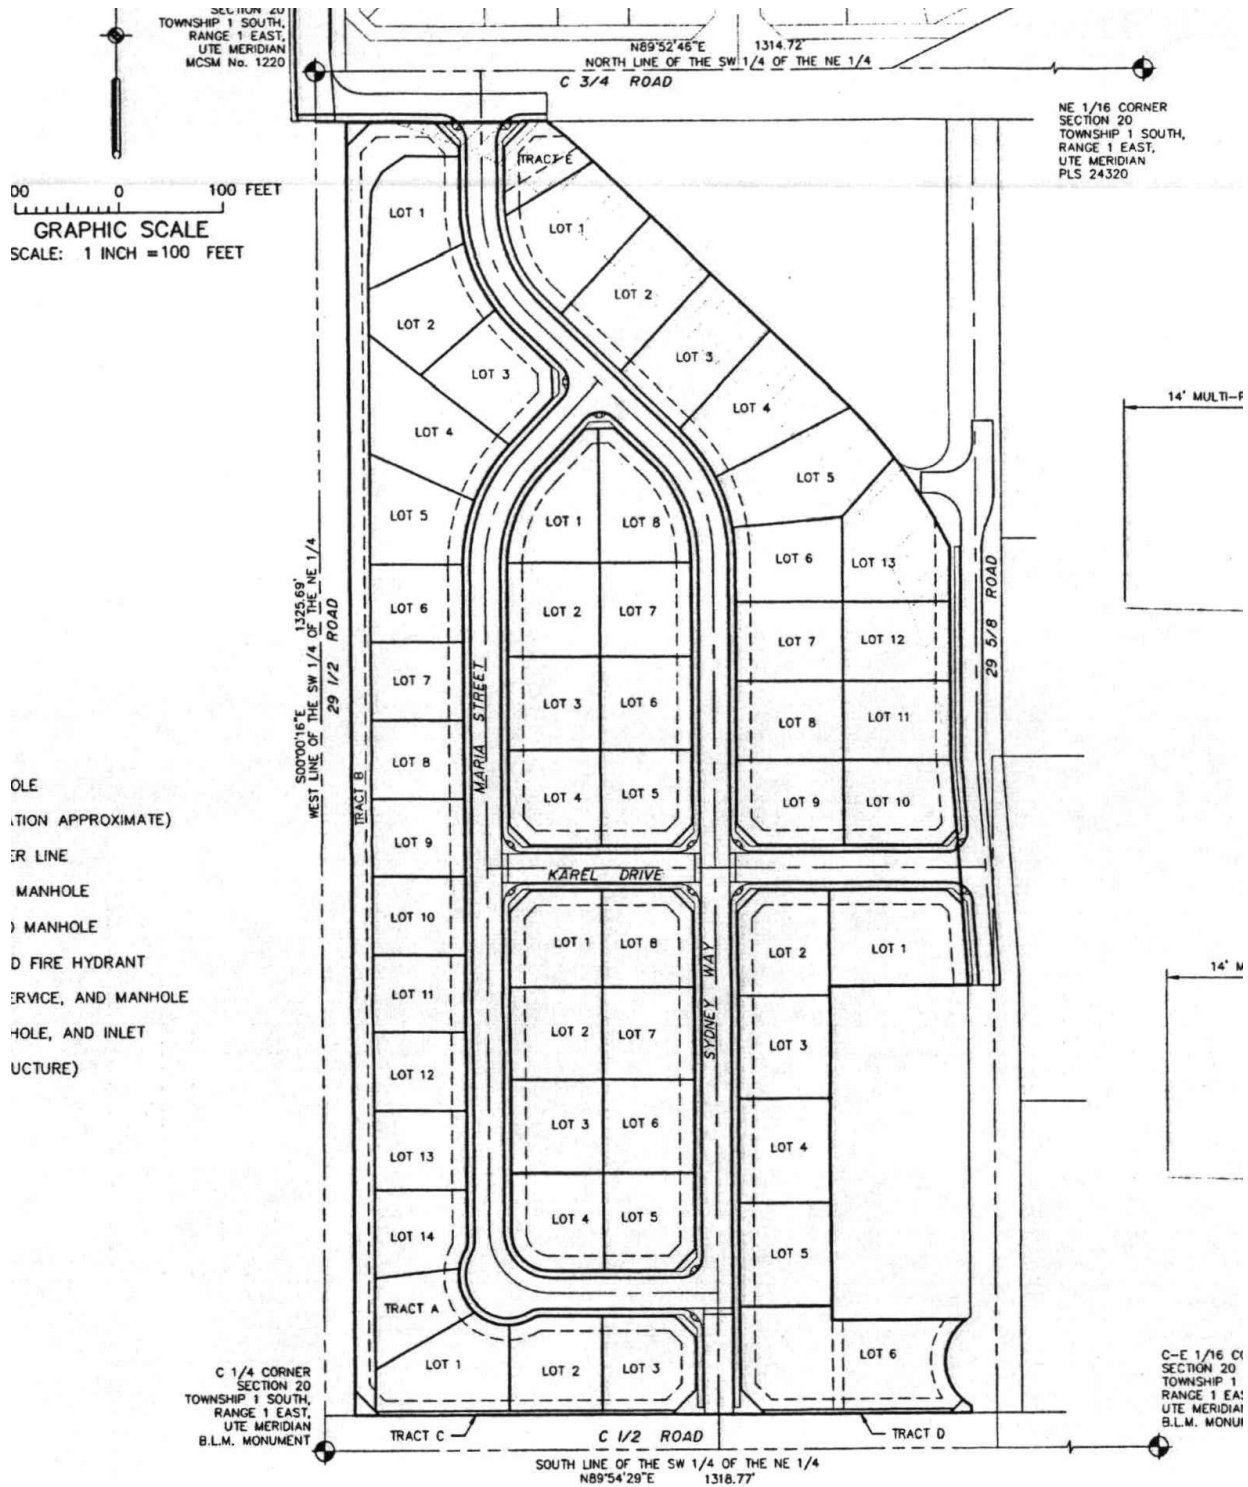 SECTION 20
TOWNSHIP 1 SOUTH,
RANGE 1 EAST,
UTE MERIDIAN
MCSM No. 1220
N89°52'46"E 1314.72'
NORTH LINE OF THE SW 1/4 OF THE NE 1/4
C 3/4 ROAD
NE 1/16 CORNER
SECTION 20
TOWNSHIP 1 SOUTH,
RANGE 1 EAST,
UTE MERIDIAN
PLS 24320
00 0 100 FEET
GRAPHIC SCALE
SCALE: 1 INCH =100 FEET
TRACT E
LOT 1
LOT 1
LOT 2
LOT 2
LOT 3
LOT 3
LOT 4
LOT 4
LOT 5
14' MULTI-P
LOT 5
LOT 1
LOT 8
LOT 6
LOT 13
S00°00'16"E 1325.69'
WEST LINE OF THE SW 1/4 OF THE NE 1/4
29 1/2 ROAD
LOT 6
LOT 2
LOT 7
LOT 7
LOT 12
29 5/8 ROAD
LOT 7
MARIA STREET
LOT 3
LOT 6
LOT 8
LOT 11
LOT 8
TRACT B
LOT 4
LOT 5
LOT 9
LOT 10
OLE
ATION APPROXIMATE)
ER LINE
MANHOLE
MANHOLE
D FIRE HYDRANT
ERVICE, AND MANHOLE
HOLE, AND INLET
UCTURE)
LOT 9
KAREL DRIVE
LOT 10
LOT 1
LOT 8
SYDNEY WAY
LOT 2
LOT 1
14' M
LOT 11
LOT 2
LOT 7
LOT 3
LOT 12
LOT 3
LOT 6
LOT 4
LOT 13
LOT 4
LOT 5
LOT 5
LOT 14
TRACT A
LOT 1
LOT 2
LOT 3
LOT 6
C 1/4 CORNER
SECTION 20
TOWNSHIP 1 SOUTH,
RANGE 1 EAST,
UTE MERIDIAN
B.L.M. MONUMENT
C-E 1/16 CO
SECTION 20
TOWNSHIP 1
RANGE 1 EAS
UTE MERIDIAN
B.L.M. MONU
TRACT C
C 1/2 ROAD
TRACT D
SOUTH LINE OF THE SW 1/4 OF THE NE 1/4
N89°54'29"E 1318.77'